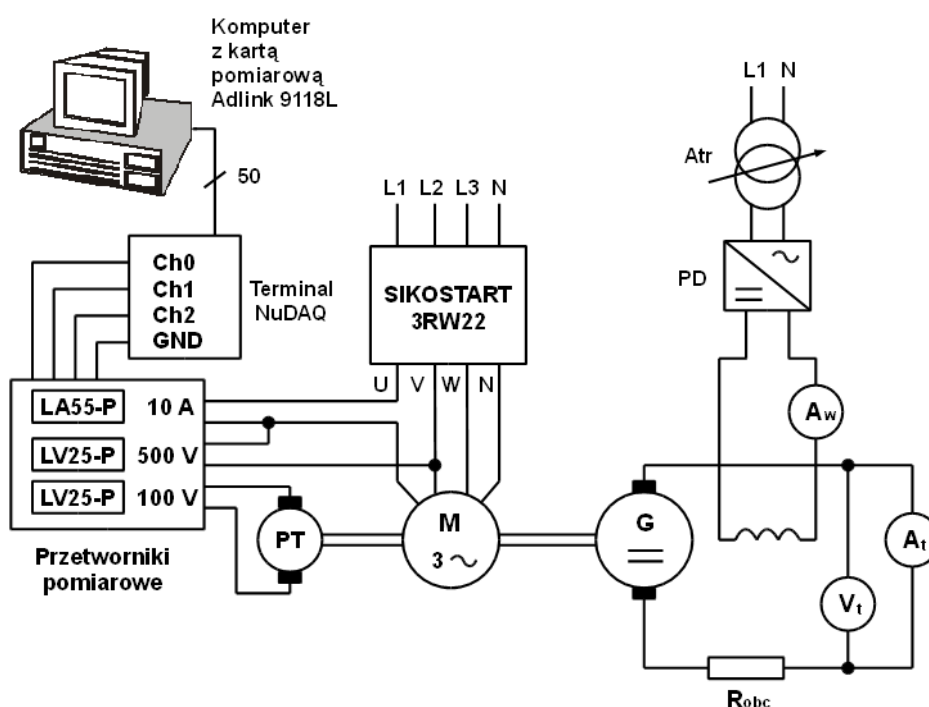 Komputer
z kartą
pomiarową
Adlink 9118L
50
L1 N
Atr
PD
L1 L2 L3 N
SIKOSTART
3RW22
U V W N
Ch0
Ch1
Ch2
GND
Terminal
NuDAQ
LA55-P 10 A
LV25-P 500 V
LV25-P 100 V
Przetworniki
pomiarowe
PT
M
3
G
Aw
At
Vt
Robc